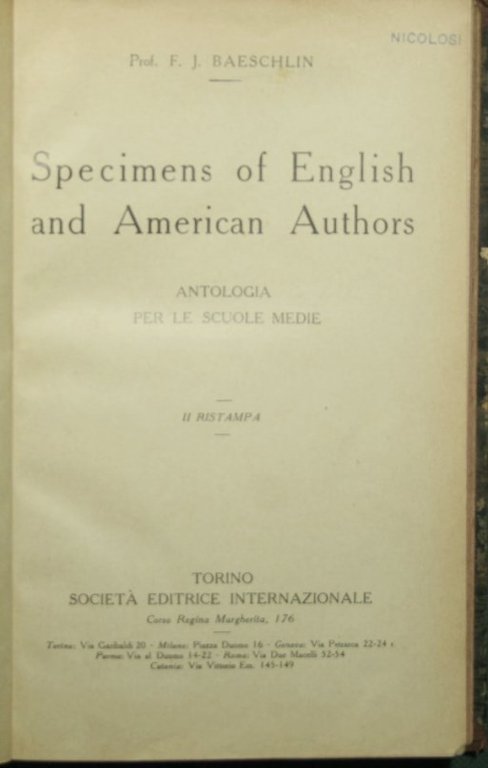 NICOLOSI
Prof. F. J. BAESCHLIN
Specimens of English
and American Authors
ANTOLOGIA
PER LE SCUOLE MEDIE
II RISTAMPA
TORINO
SOCIETÀ EDITRICE INTERNAZIONALE
Corso Regina Margherita, 176
Torino: Via Garibaldi 20 - Milano: Piazza Duomo 16 - Genova: Via Petrarca 22-24 r.
Parma: Via al Duomo 14-22 - Roma: Via Due Macelli 52-54
Catania: Via Vittorio Em. 145-149